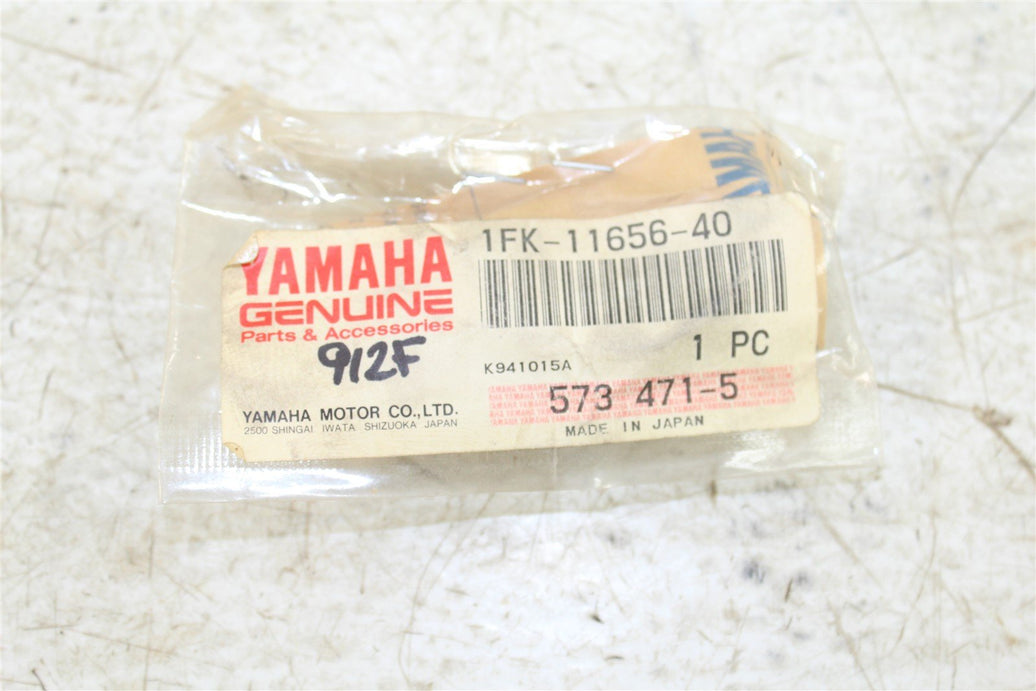 YAMAHA
GENUINE
Parts & Accessories
912F
YAMAHA MOTOR CO.,LTD.
2500 SHINGAI IWATA SHIZUOKA JAPAN
1FK-11656-40
1 PC
K941015A
573 471-5
MADE IN JAPAN